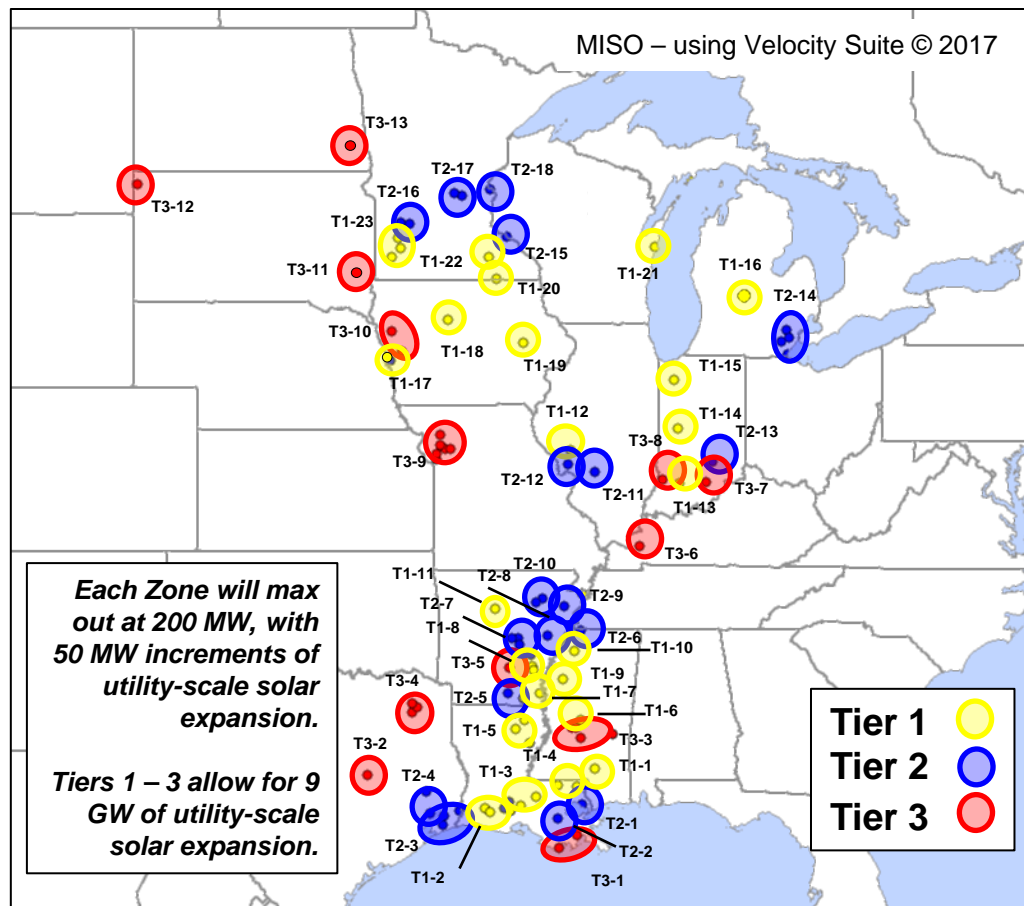 MISO – using Velocity Suite © 2017
T3-13
T3-12
T2-17
T2-18
T2-16
T1-23
T1-22
T2-15
T3-11
T1-20
T1-21
T1-16
T2-14
T3-10
T1-18
T1-19
T1-17
T1-15
T1-12
T1-14
T2-13
T3-8
T3-9
T2-12
T2-11
T3-7
T1-13
T3-6
T2-10
T1-11
T2-8
T2-9
T2-7
T1-8
T2-6
T1-10
T3-5
T1-9
T3-4
T2-5
T1-7
T1-6
T1-5
T3-3
T1-4
T3-2
T1-3
T1-1
T2-4
T2-1
T2-3
T2-2
T1-2
T3-1
Each Zone will max
out at 200 MW, with
50 MW increments of
utility-scale solar
expansion.
Tiers 1 – 3 allow for 9
GW of utility-scale
solar expansion.
Tier 1
Tier 2
Tier 3